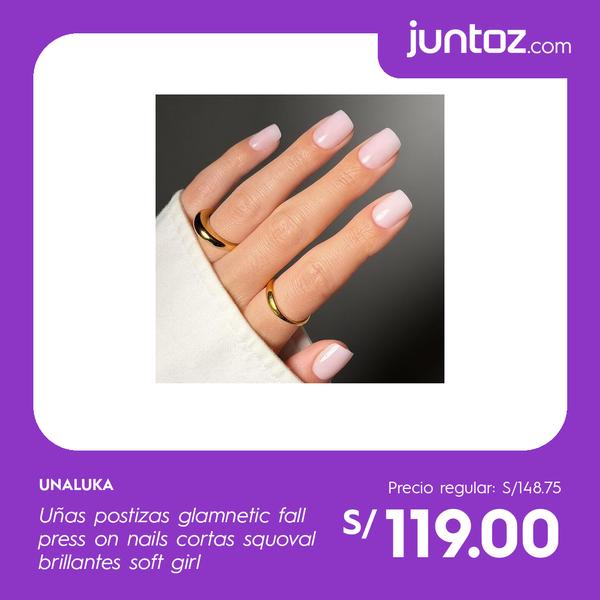 juntoz.com
UNALUKA
Uñas postizas glamnetic fall
press on nails cortas squoval
brillantes soft girl
Precio regular: S/148.75
S/119.00